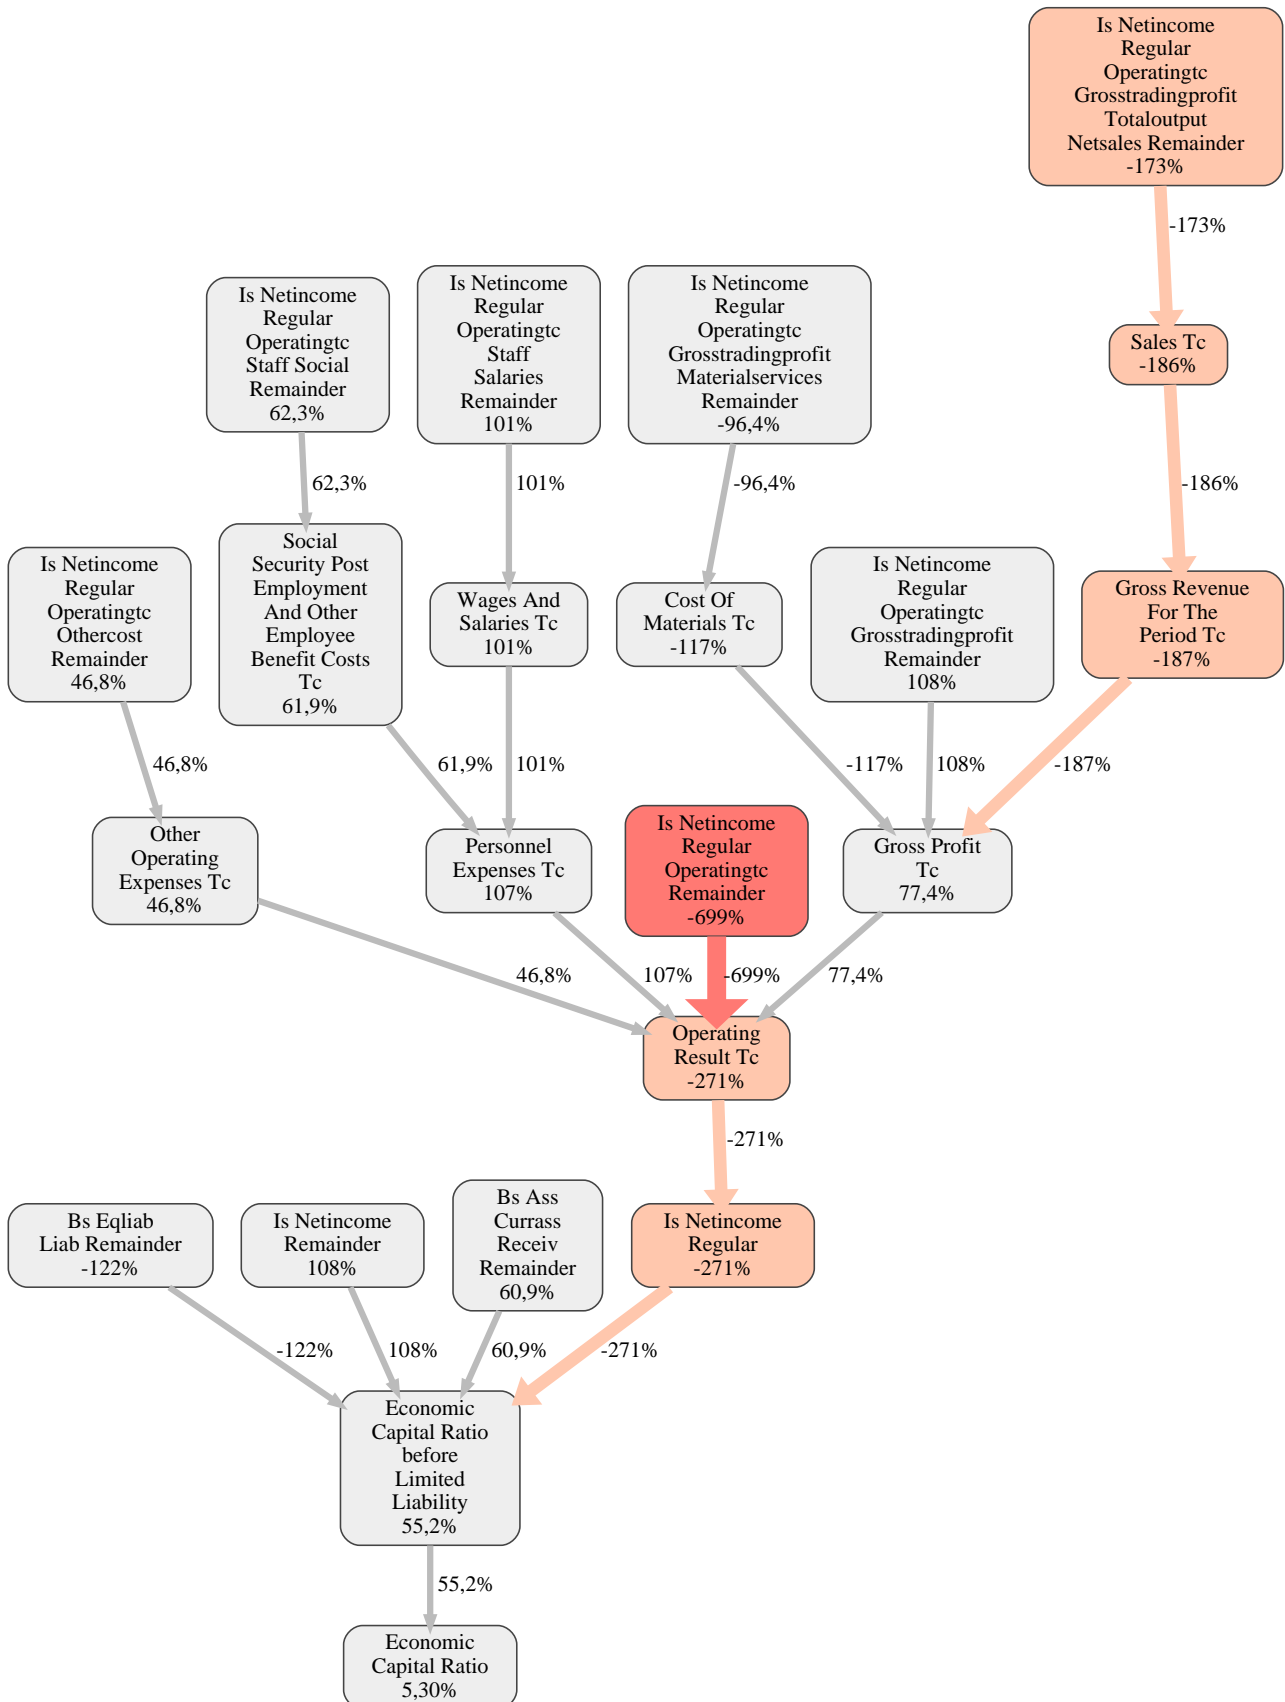 Is Netincome
Regular
Operatingtc
Grosstradingprofit
Totaloutput
Netsales Remainder
-173%
-173%
Is Netincome
Regular
Operatingtc
Staff Social
Remainder
62,3%
Is Netincome
Regular
Operatingtc
Staff
Salaries
Remainder
101%
Is Netincome
Regular
Operatingtc
Grosstradingprofit
Materialservices
Remainder
-96,4%
Sales Tc
-186%
62,3%
101%
-96,4%
-186%
Is Netincome
Regular
Operatingtc
Othercost
Remainder
46,8%
Social
Security Post
Employment
And Other
Employee
Benefit Costs
Tc
61,9%
Wages And
Salaries Tc
101%
Cost Of
Materials Tc
-117%
Is Netincome
Regular
Operatingtc
Grosstradingprofit
Remainder
108%
Gross Revenue
For The
Period Tc
-187%
46,8%
61,9%
101%
-117%
108%
-187%
Other
Operating
Expenses Tc
46,8%
Personnel
Expenses Tc
107%
Is Netincome
Regular
Operatingtc
Remainder
-699%
Gross Profit
Tc
77,4%
46,8%
107%
-699%
77,4%
Operating
Result Tc
-271%
-271%
Bs Eqliab
Liab Remainder
-122%
Is Netincome
Remainder
108%
Bs Ass
Currass
Receiv
Remainder
60,9%
Is Netincome
Regular
-271%
-122%
108%
60,9%
-271%
Economic
Capital Ratio
before
Limited
Liability
55,2%
55,2%
Economic
Capital Ratio
5,30%